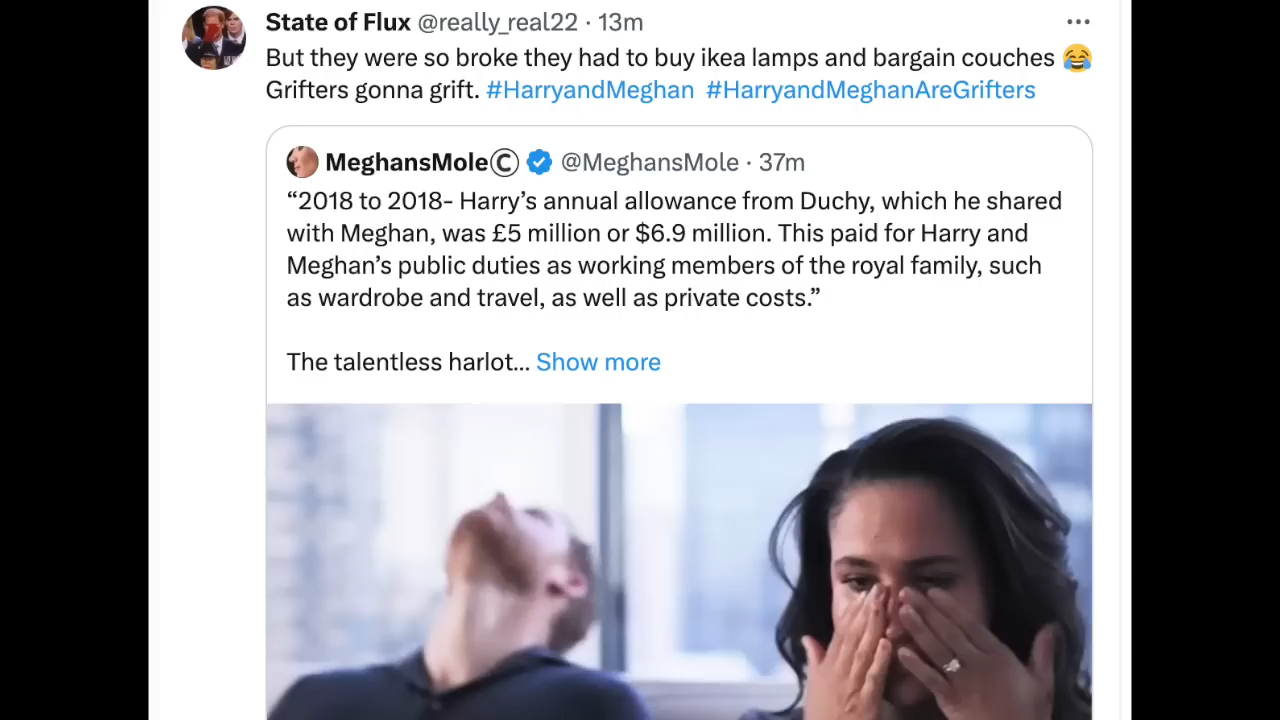 State of Flux @really_real22 · 13m
But they were so broke they had to buy ikea lamps and bargain couches 😂
Grifters gonna grift. #HarryandMeghan #HarryandMeghanAreGrifters
MeghansMoleⒸ @MeghansMole · 37m
“2018 to 2018- Harry’s annual allowance from Duchy, which he shared
with Meghan, was £5 million or $6.9 million. This paid for Harry and
Meghan’s public duties as working members of the royal family, such
as wardrobe and travel, as well as private costs.”
The talentless harlot... Show more